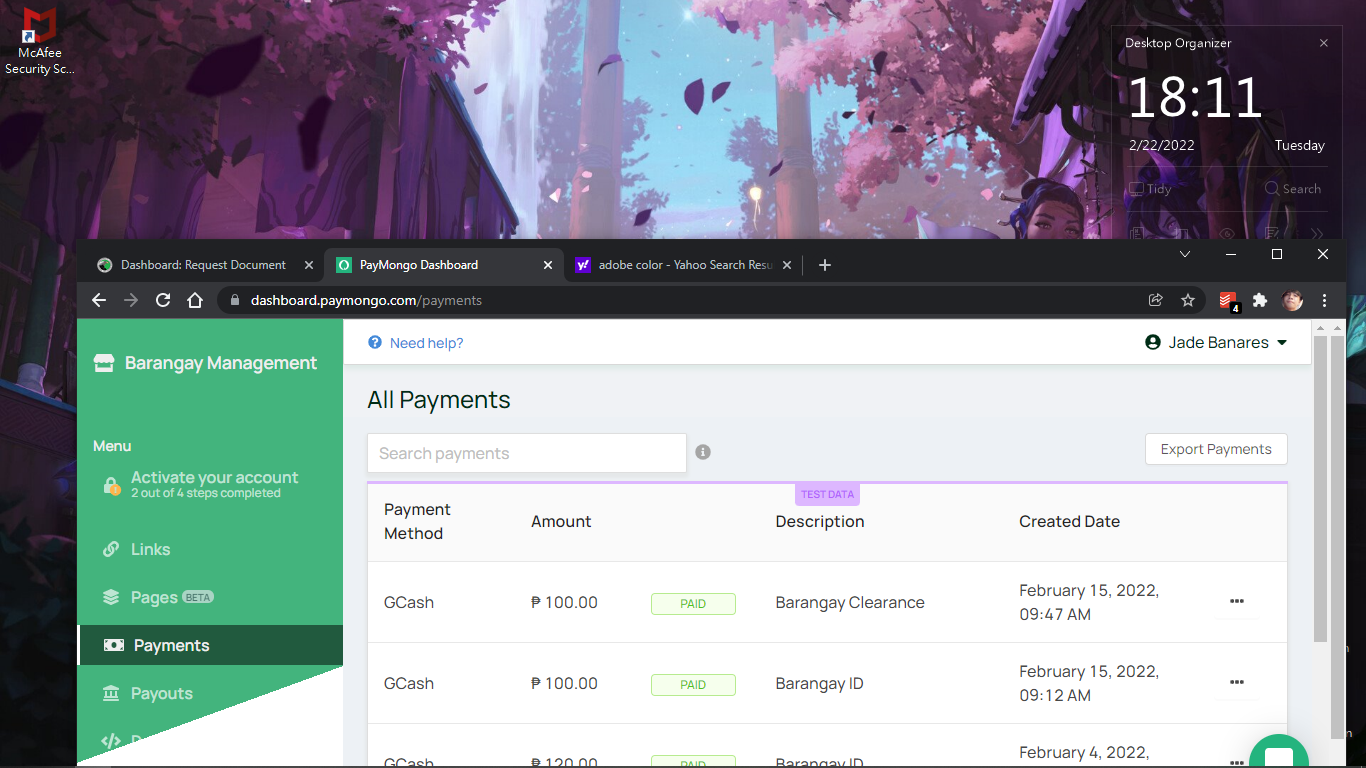 McAfee
Security Sc...
Desktop Organizer
18:11
2/22/2022 Tuesday
Tidy Search
Dashboard: Request Document
PayMongo Dashboard
adobe color - Yahoo Search Resu
dashboard.paymongo.com/payments
4
Barangay Management
Need help?
Jade Banares
Menu
Activate your account
2 out of 4 steps completed
Links
Pages BETA
Payments
Payouts
All Payments
Search payments
Export Payments
TEST DATA
Payment Method Amount Description Created Date
GCash ₱ 100.00 PAID Barangay Clearance February 15, 2022, 09:47 AM
GCash ₱ 100.00 PAID Barangay ID February 15, 2022, 09:12 AM
GCash ₱ 120.00 PAID Barangay ID February 4, 2022,